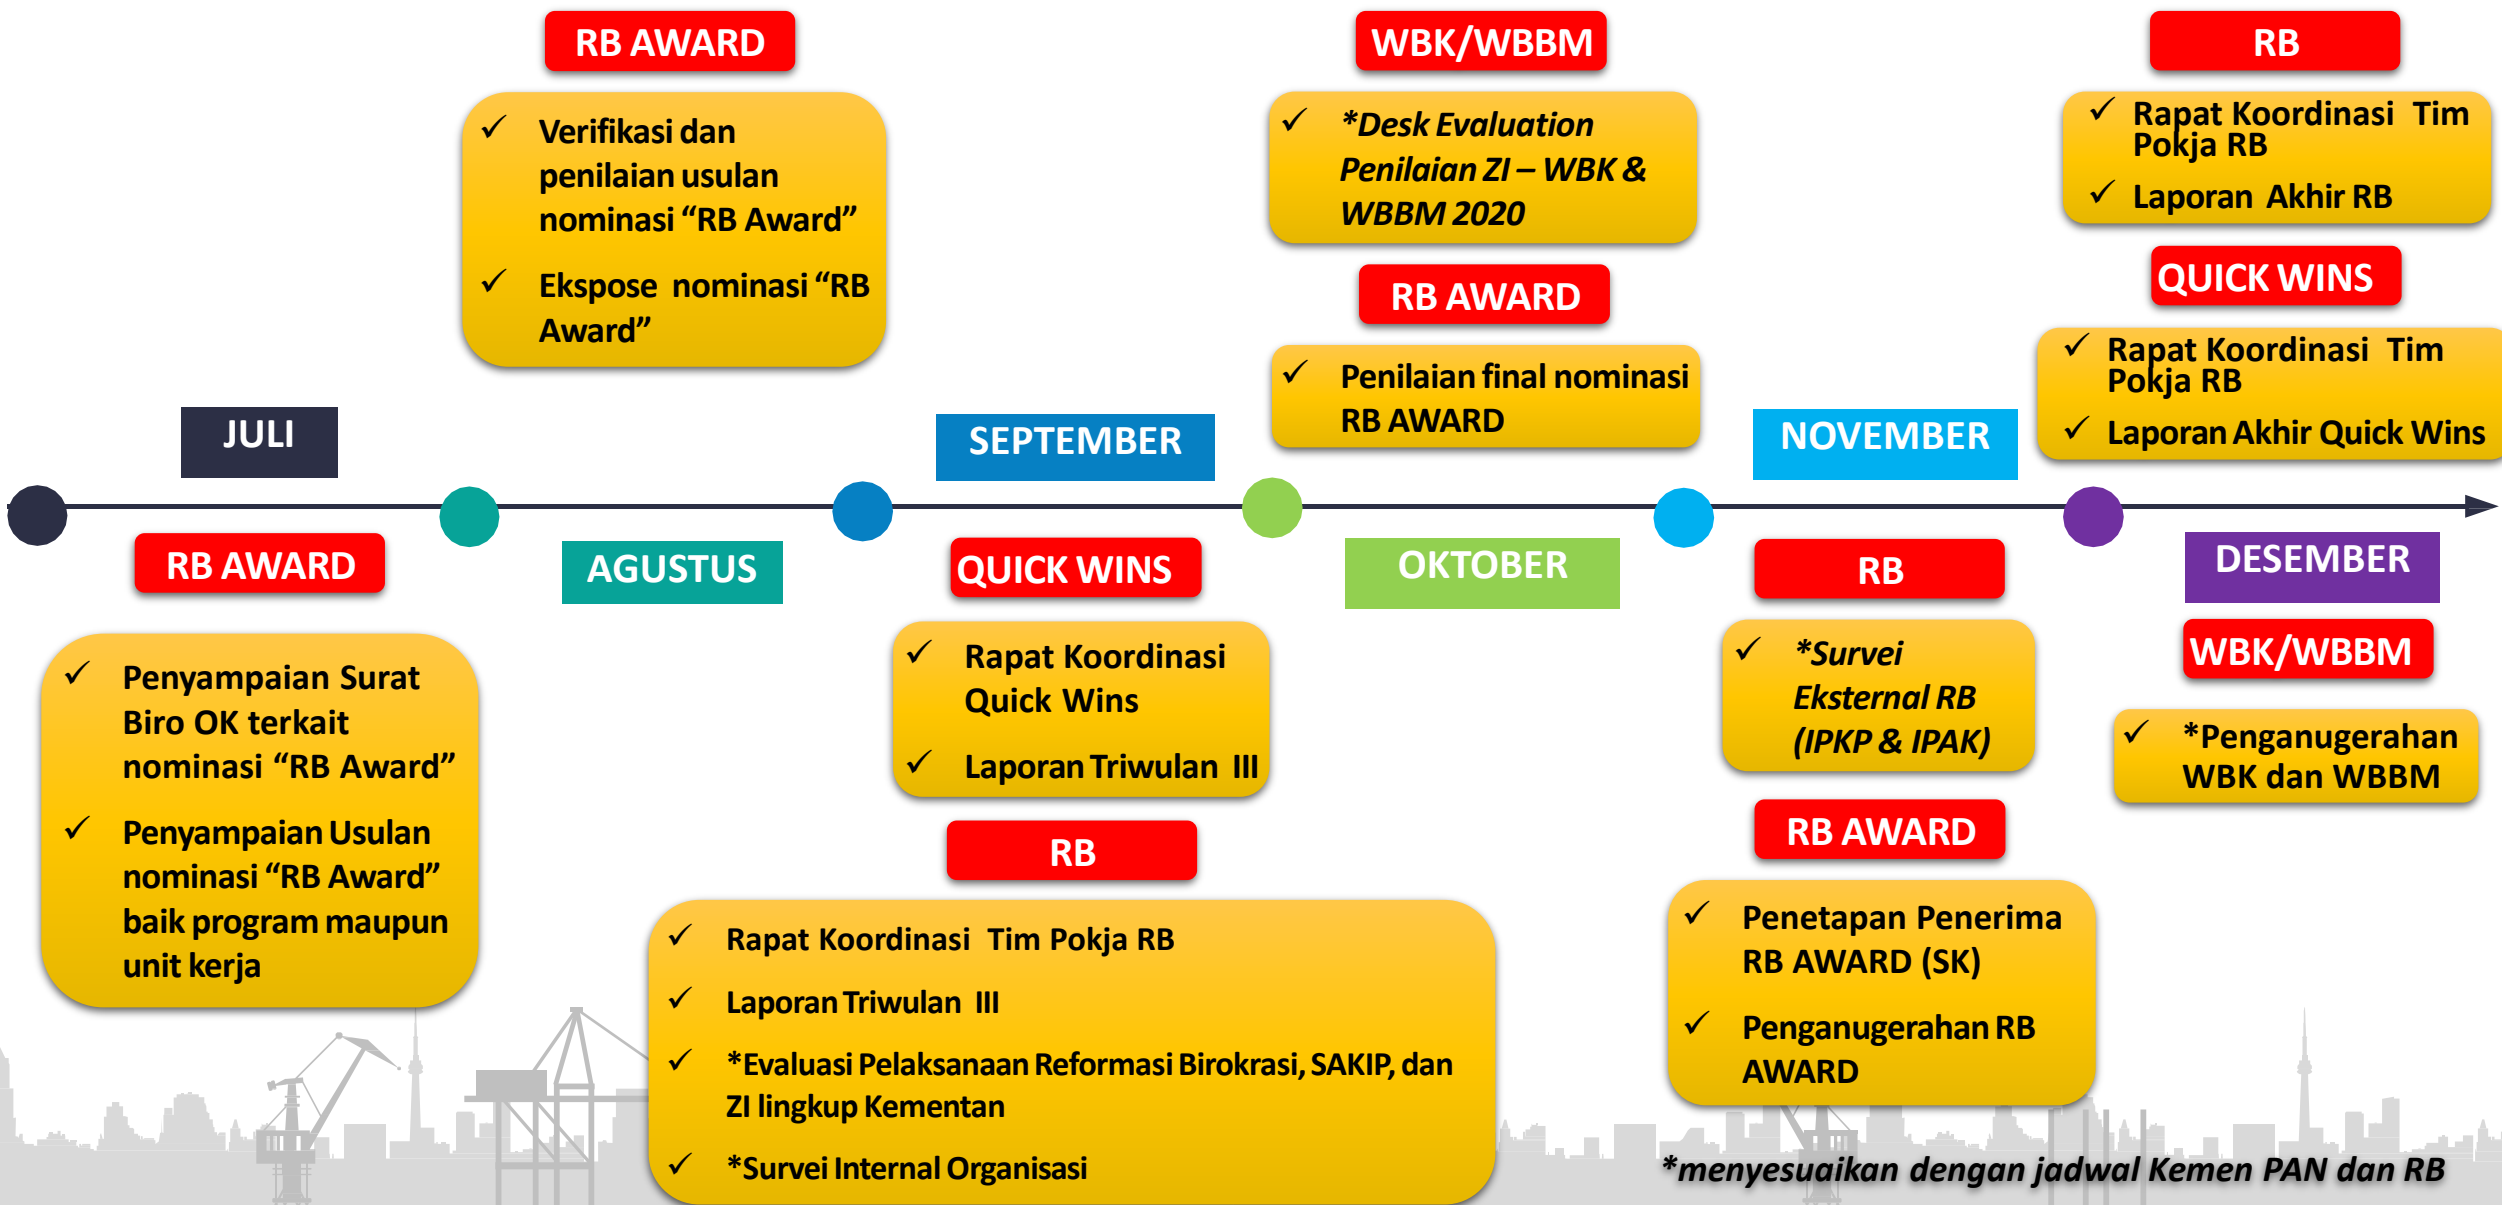 JULI
RB AWARD
✓ Penyampaian Surat
Biro OK terkait
nominasi “RB Award”
✓ Penyampaian Usulan
nominasi “RB Award”
baik program maupun
unit kerja
RB AWARD
✓ Verifikasi dan
penilaian usulan
nominasi “RB Award”
✓ Ekspose nominasi “RB
Award”
AGUSTUS
SEPTEMBER
QUICK WINS
✓ Rapat Koordinasi
Quick Wins
✓ Laporan Triwulan III
RB
✓ Rapat Koordinasi Tim Pokja RB
✓ Laporan Triwulan III
✓ *Evaluasi Pelaksanaan Reformasi Birokrasi, SAKIP, dan
ZI lingkup Kementan
✓ *Survei Internal Organisasi
WBK/WBBM
✓ *Desk Evaluation
Penilaian ZI – WBK &
WBBM 2020
RB AWARD
✓ Penilaian final nominasi
RB AWARD
OKTOBER
NOVEMBER
RB
✓ *Survei
Eksternal RB
(IPKP & IPAK)
RB AWARD
✓ Penetapan Penerima
RB AWARD (SK)
✓ Penganugerahan RB
AWARD
RB
✓ Rapat Koordinasi Tim
Pokja RB
✓ Laporan Akhir RB
QUICK WINS
✓ Rapat Koordinasi Tim
Pokja RB
✓ Laporan Akhir Quick Wins
DESEMBER
WBK/WBBM
✓ *Penganugerahan
WBK dan WBBM
*menyesuaikan dengan jadwal Kemen PAN dan RB